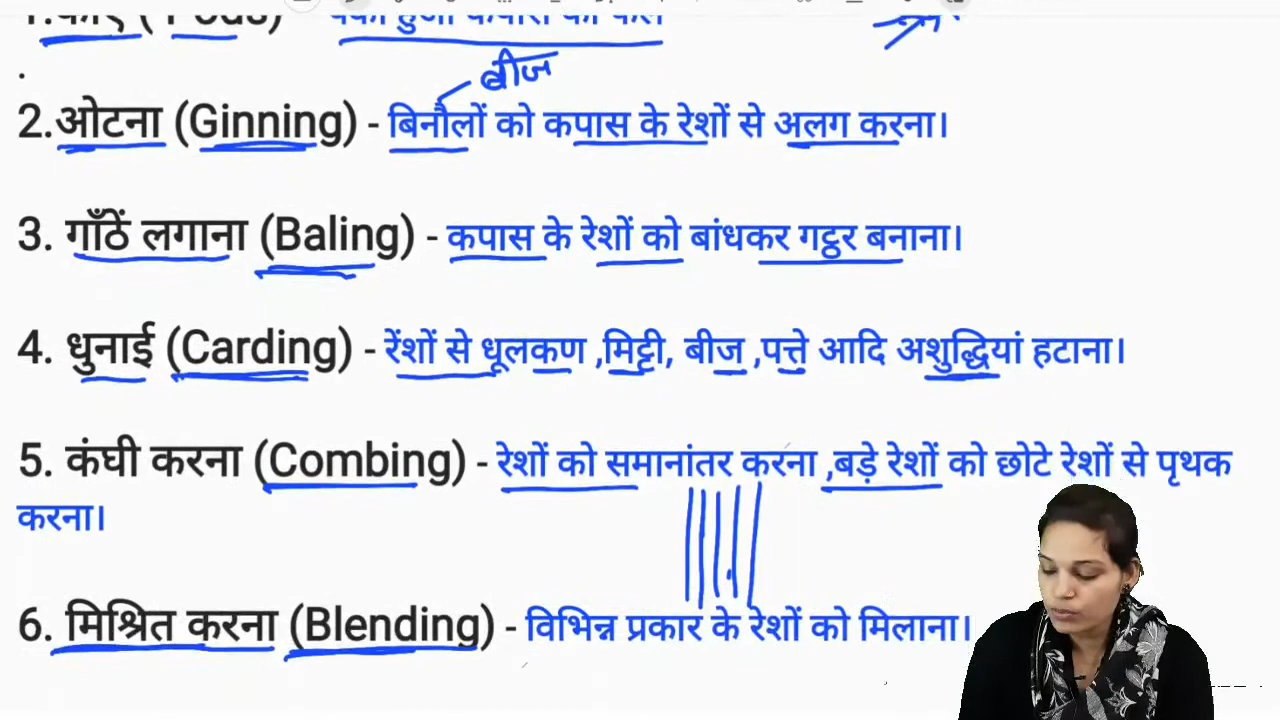 बीज
2.ओटना (Ginning) - बिनौलों को कपास के रेशों से अलग करना।
3. गाँठें लगाना (Baling) - कपास के रेशों को बांधकर गट्ठर बनाना।
4. धुनाई (Carding) - रेंशों से धूलकण ,मिट्टी, बीज ,पत्ते आदि अशुद्धियां हटाना।
5. कंघी करना (Combing) - रेशों को समानांतर करना ,बड़े रेशों को छोटे रेशों से पृथक
करना।
6. मिश्रित करना (Blending) - विभिन्न प्रकार के रेशों को मिलाना।